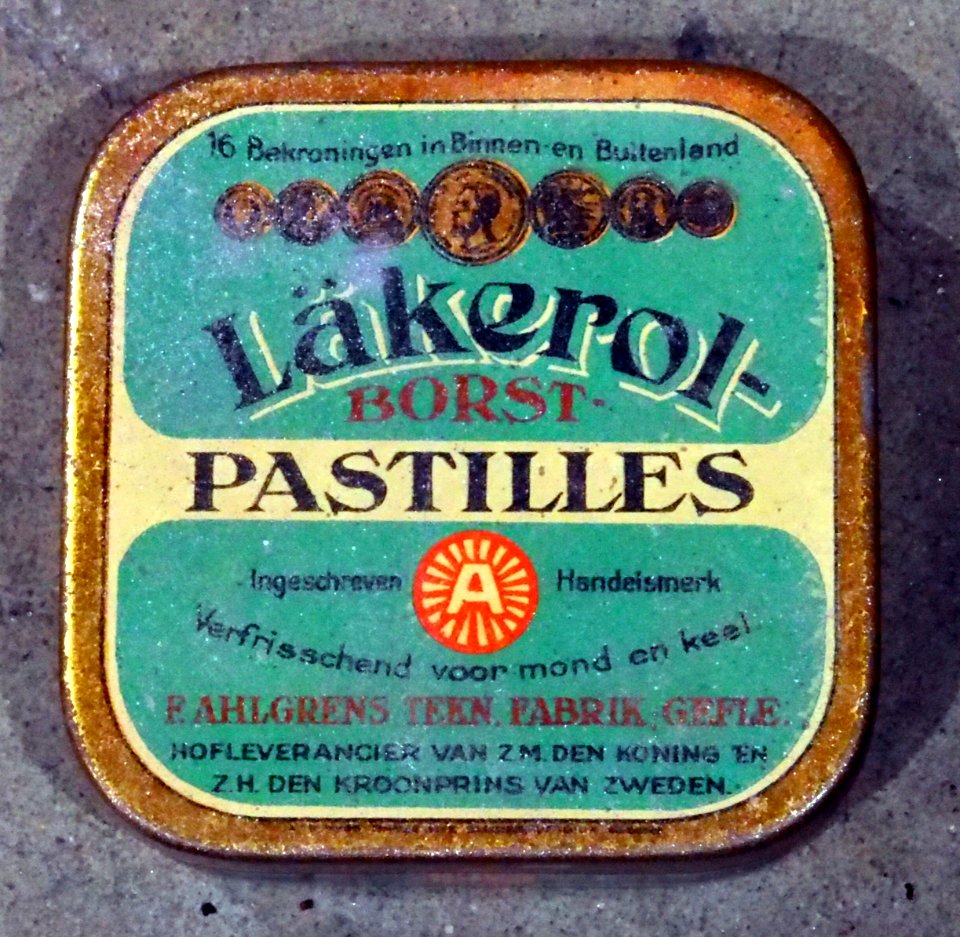 16 Bekroningen in Binnen-en Buitenland
Läkerol-
BORST-
PASTILLES
Ingeschreven A Handelsmerk
Verfrisschend voor mond en keel
F. AHLGRENS TEKN. FABRIK, GEFLE.
HOFLEVERANCIER VAN Z.M. DEN KONING EN
Z.H. DEN KROONPRINS VAN ZWEDEN.